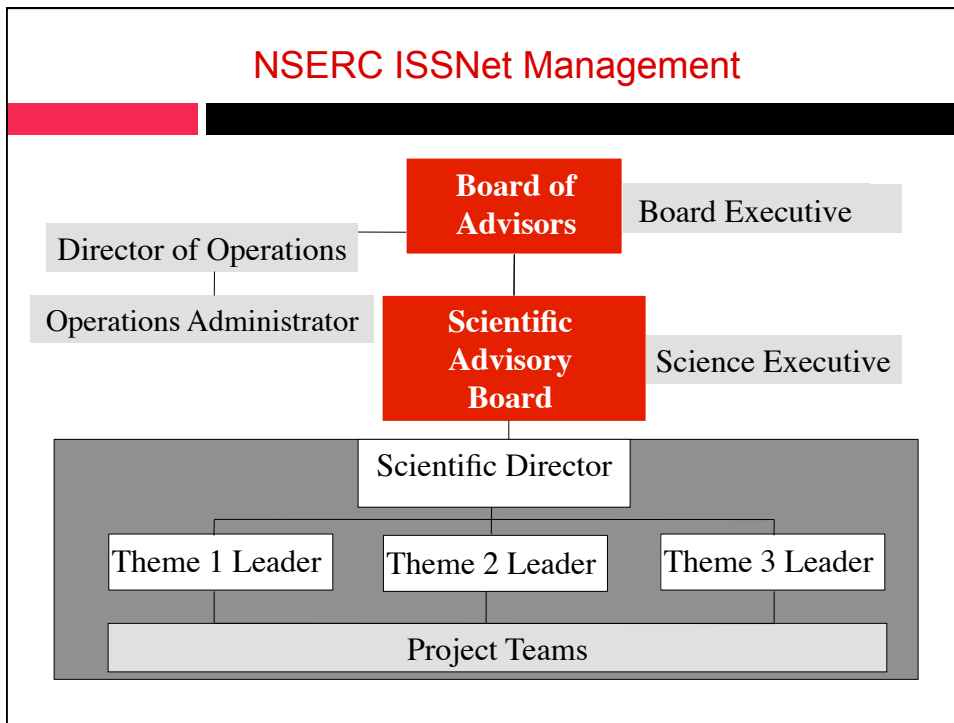 NSERC ISSNet Management
Board of
Advisors
Board Executive
Director of Operations
Operations Administrator
Scientific
Advisory
Board
Science Executive
Scientific Director
Theme 1 Leader
Theme 2 Leader
Theme 3 Leader
Project Teams